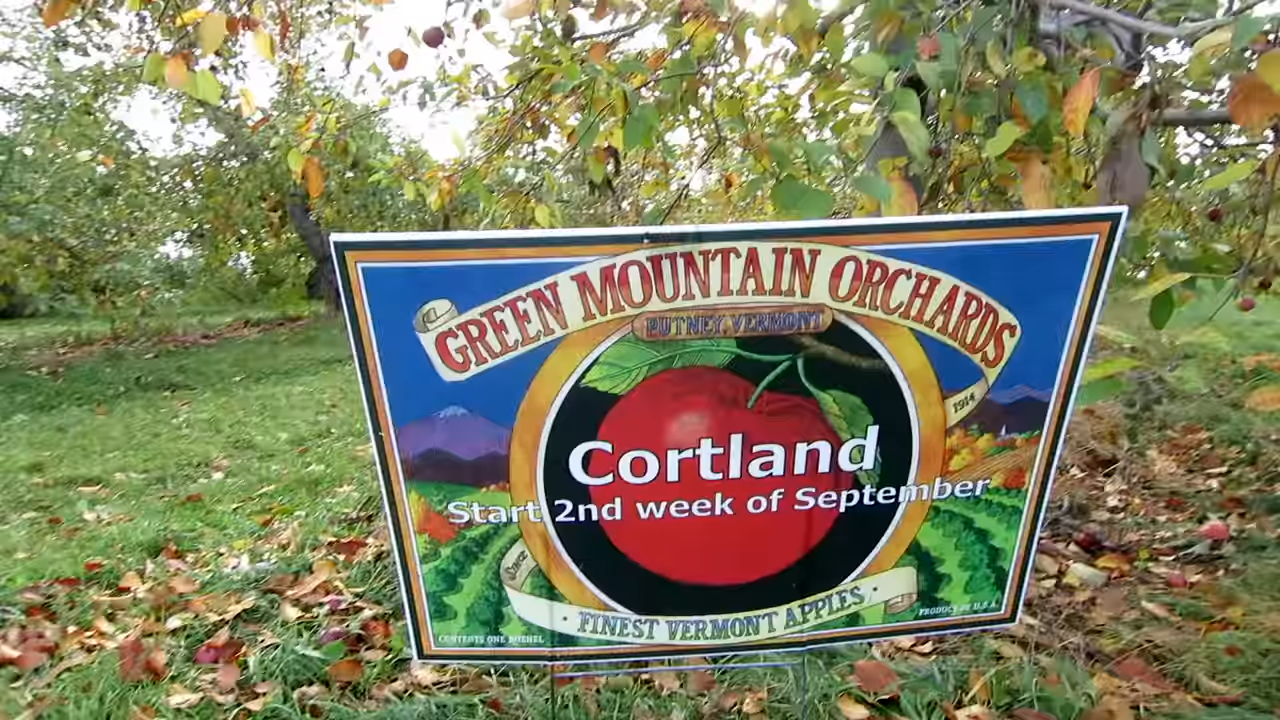 GREEN MOUNTAIN ORCHARDS
PUTNEY, VERMONT
1914
Cortland
Start 2nd week of September
Since
· FINEST VERMONT APPLES ·
CONTENTS ONE BUSHEL
PRODUCE OF U.S.A.